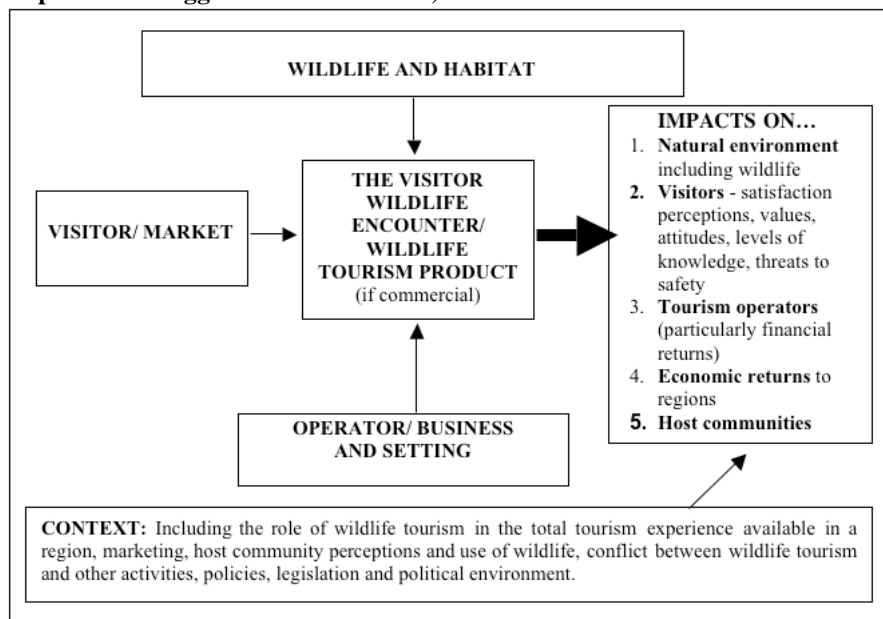 WILDLIFE AND HABITAT
VISITOR/ MARKET
THE VISITOR
WILDLIFE
ENCOUNTER/
WILDLIFE
TOURISM PRODUCT
(if commercial)
OPERATOR/ BUSINESS
AND SETTING
IMPACTS ON…
1. Natural environment
including wildlife
2. Visitors - satisfaction
perceptions, values,
attitudes, levels of
knowledge, threats to
safety
3. Tourism operators
(particularly financial
returns)
4. Economic returns to
regions
5. Host communities
CONTEXT: Including the role of wildlife tourism in the total tourism experience available in a
region, marketing, host community perceptions and use of wildlife, conflict between wildlife tourism
and other activities, policies, legislation and political environment.